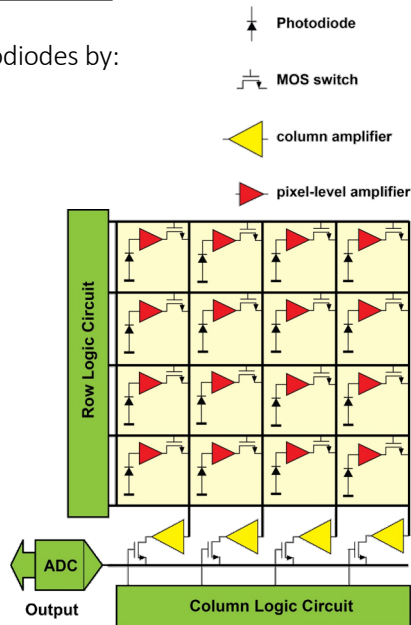 Photodiode
odiodes by:
MOS switch
column amplifier
pixel-level amplifier
Row Logic Circuit
ADC
Output
Column Logic Circuit